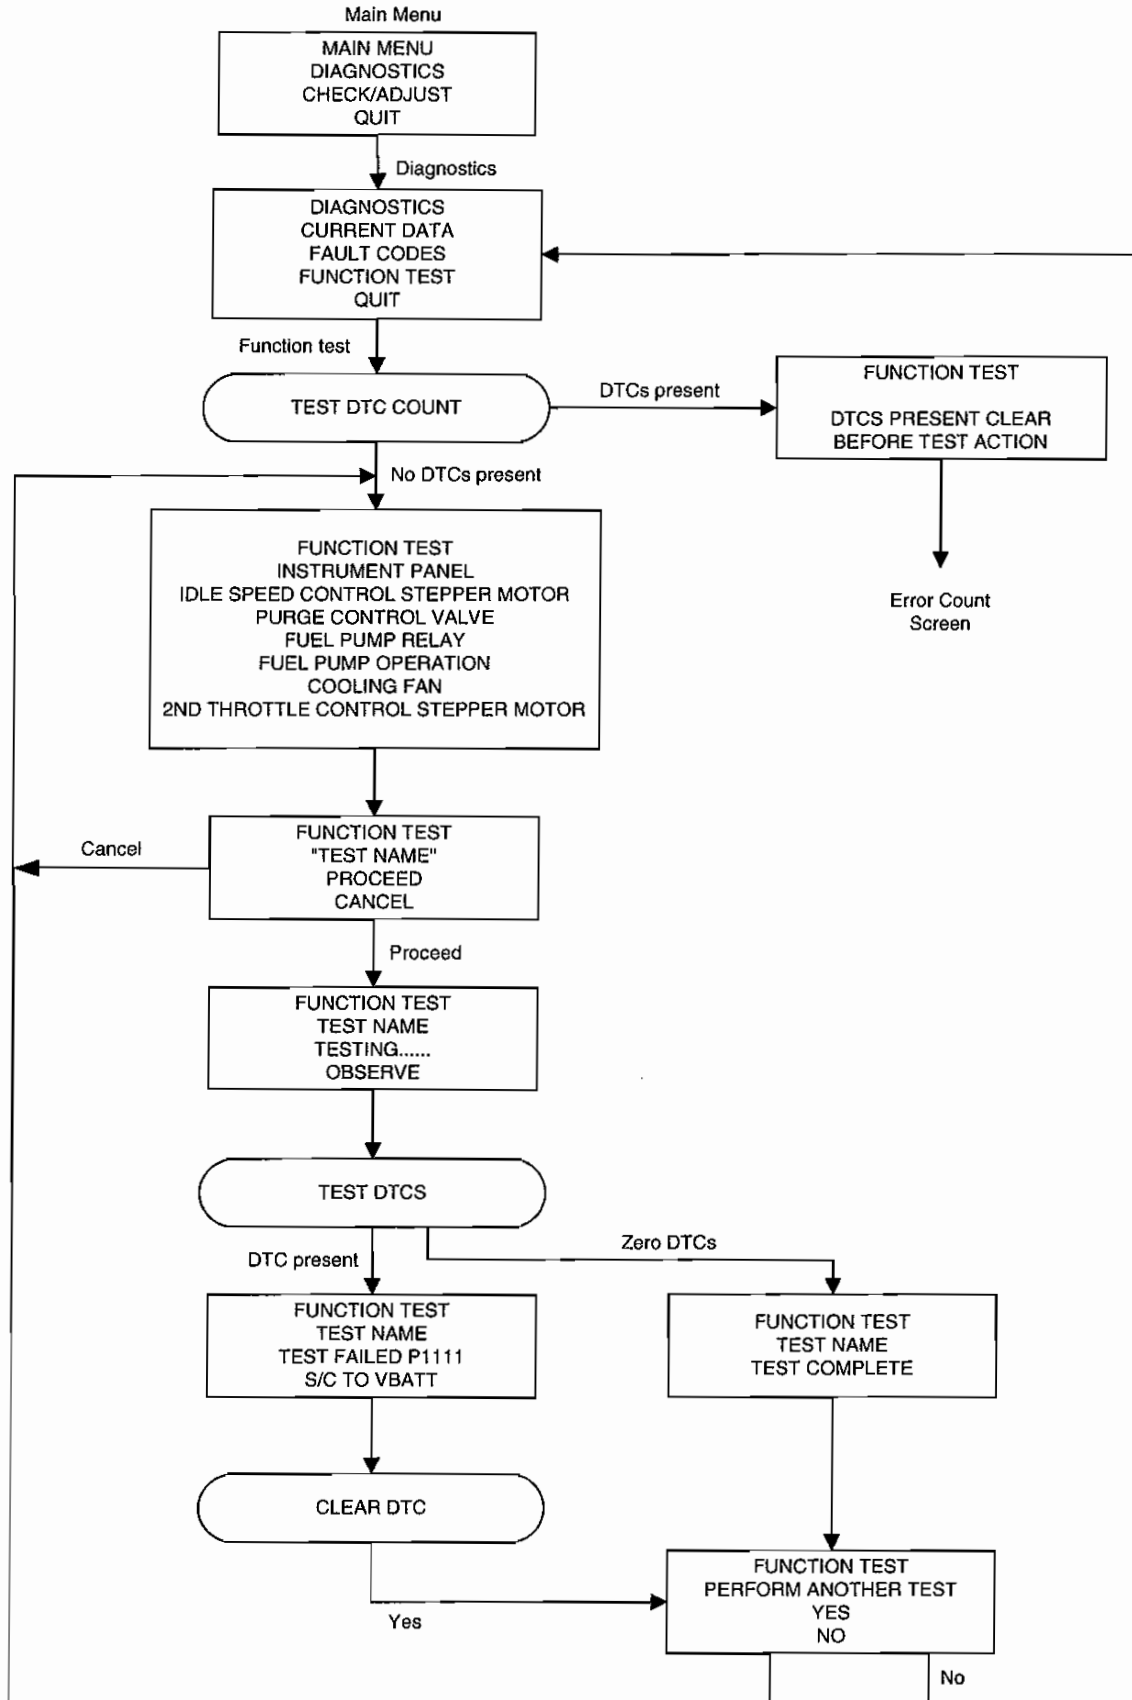 Main Menu
MAIN MENU
DIAGNOSTICS
CHECK/ADJUST
QUIT
Diagnostics
DIAGNOSTICS
CURRENT DATA
FAULT CODES
FUNCTION TEST
QUIT
Function test
TEST DTC COUNT
DTCs present
FUNCTION TEST
DTCS PRESENT CLEAR
BEFORE TEST ACTION
No DTCs present
Error Count
Screen
FUNCTION TEST
INSTRUMENT PANEL
IDLE SPEED CONTROL STEPPER MOTOR
PURGE CONTROL VALVE
FUEL PUMP RELAY
FUEL PUMP OPERATION
COOLING FAN
2ND THROTTLE CONTROL STEPPER MOTOR
Cancel
FUNCTION TEST
"TEST NAME"
PROCEED
CANCEL
Proceed
FUNCTION TEST
TEST NAME
TESTING......
OBSERVE
TEST DTCS
DTC present
Zero DTCs
FUNCTION TEST
TEST NAME
TEST FAILED P1111
S/C TO VBATT
FUNCTION TEST
TEST NAME
TEST COMPLETE
CLEAR DTC
Yes
FUNCTION TEST
PERFORM ANOTHER TEST
YES
NO
No